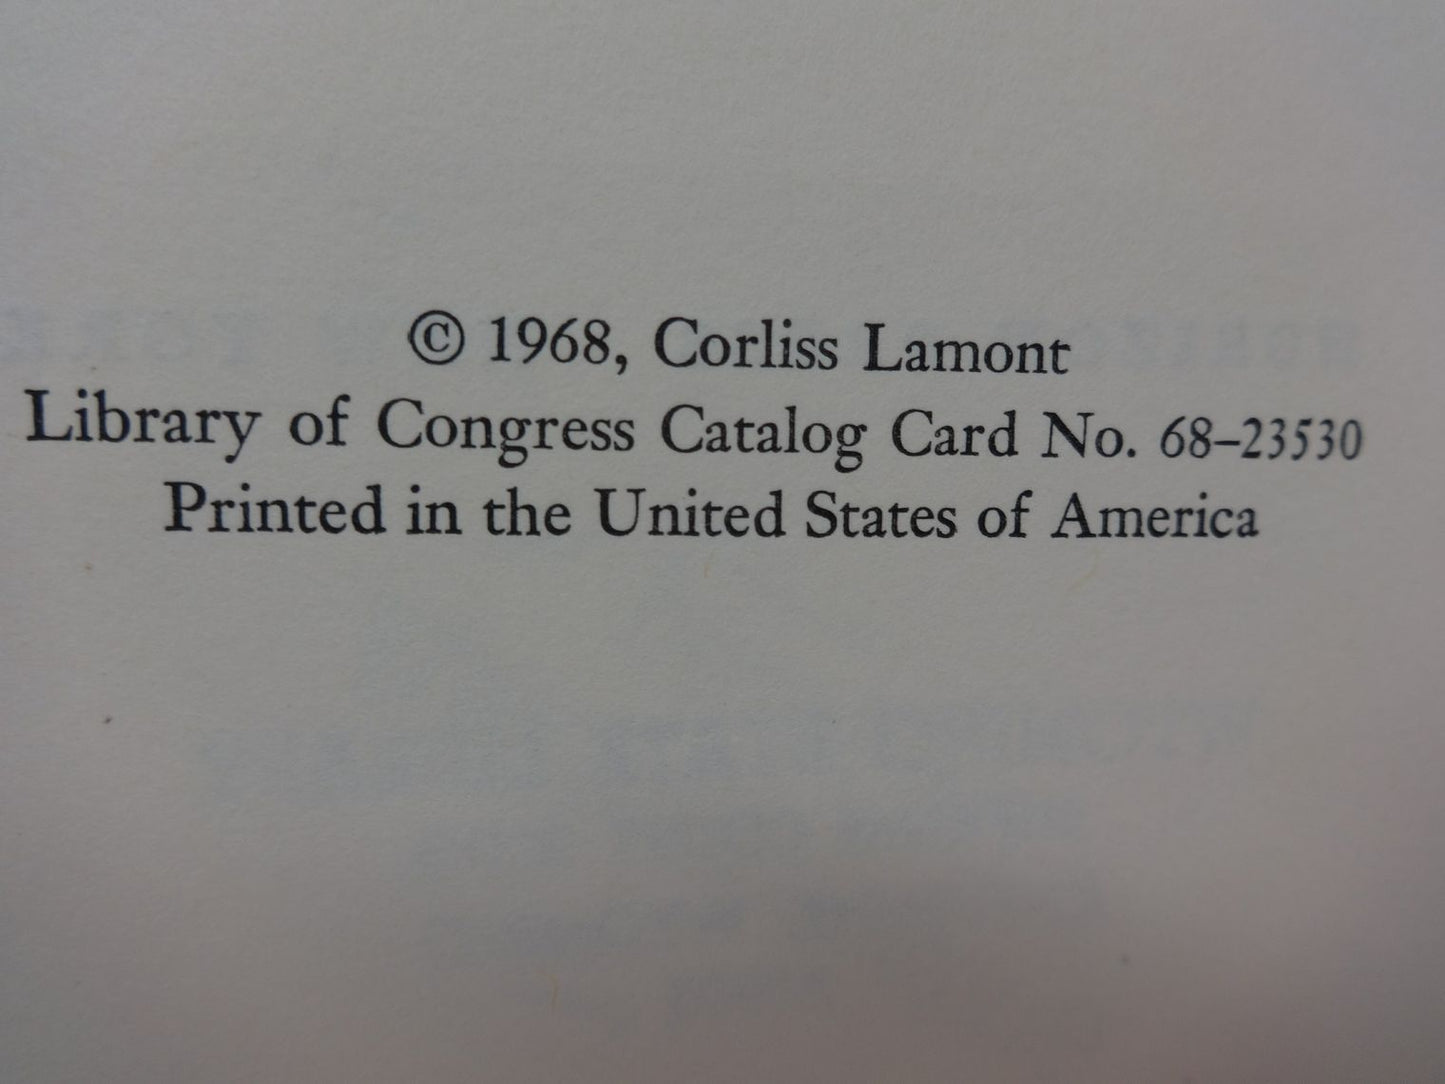 © 1968, Corliss Lamont
Library of Congress Catalog Card No. 68-23530
Printed in the United States of America